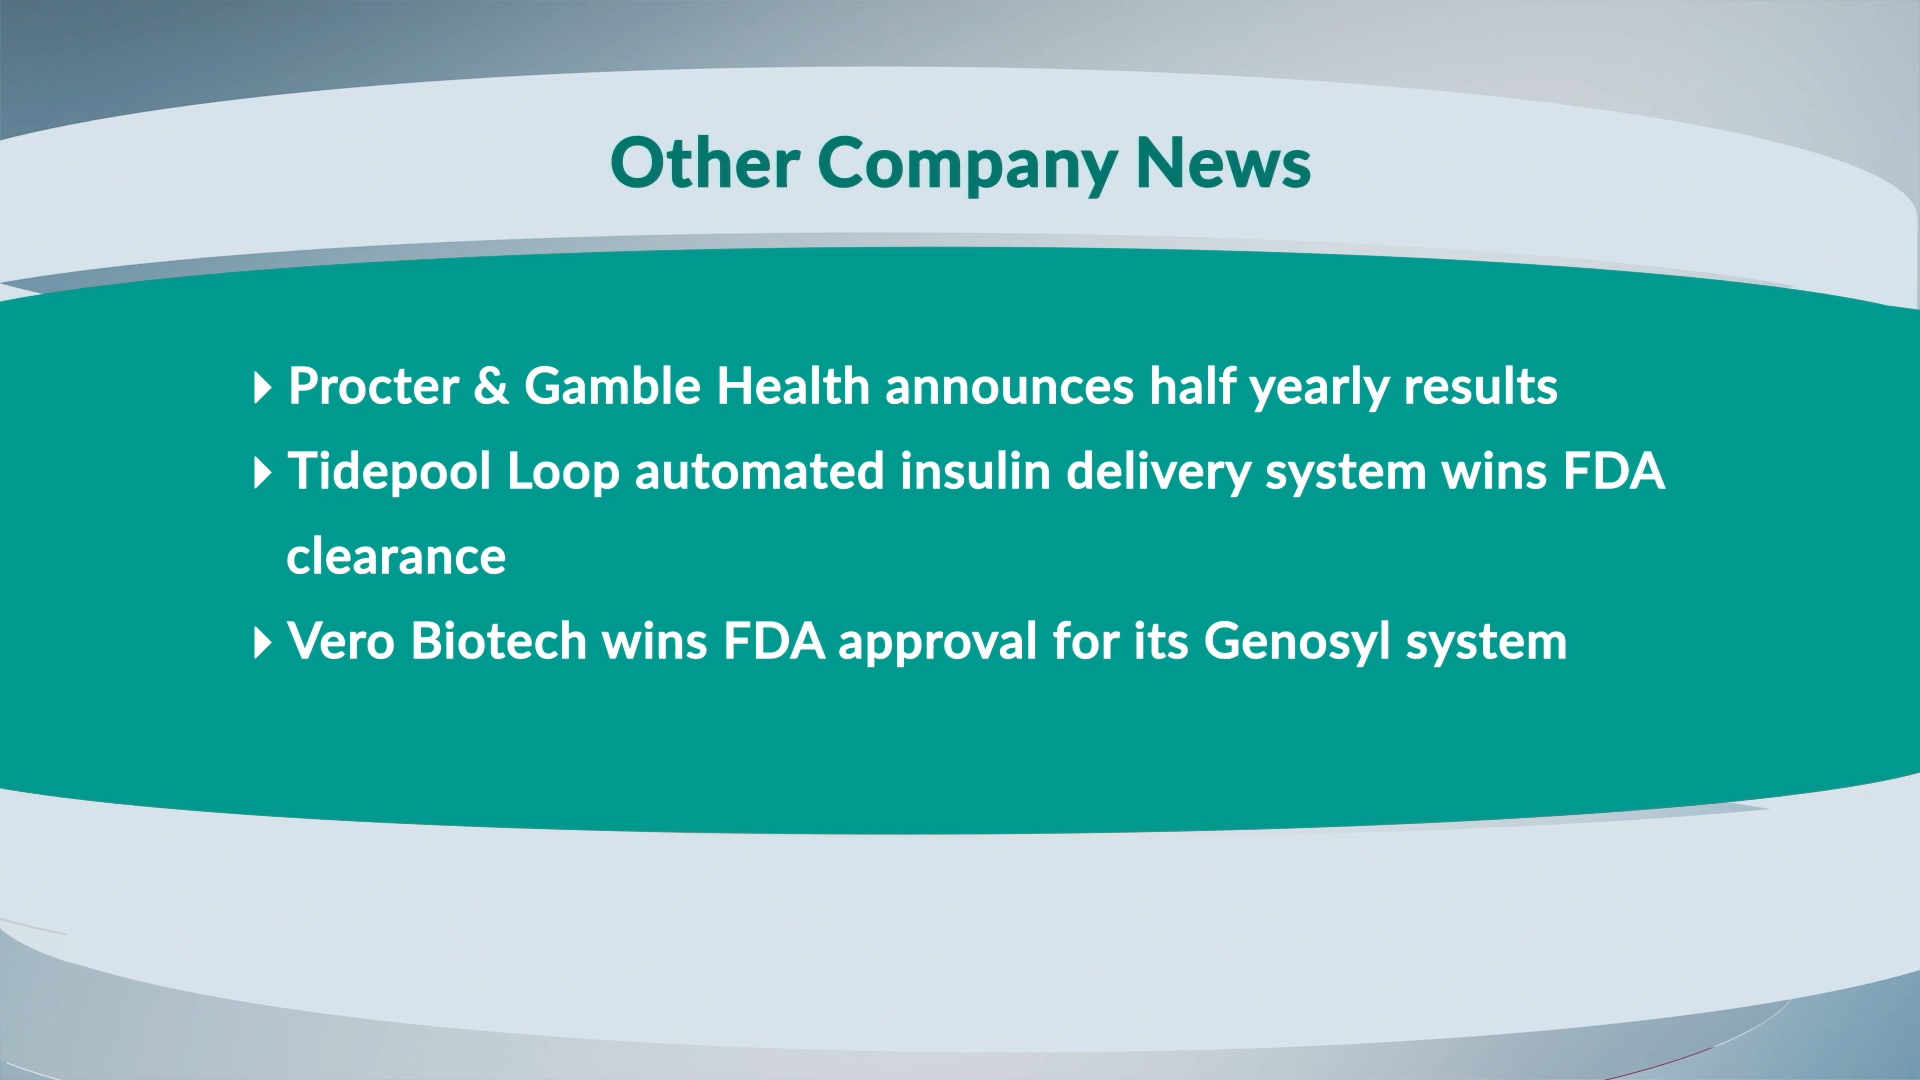 Other Company News
Procter & Gamble Health announces half yearly results
Tidepool Loop automated insulin delivery system wins FDA
clearance
Vero Biotech wins FDA approval for its Genosyl system